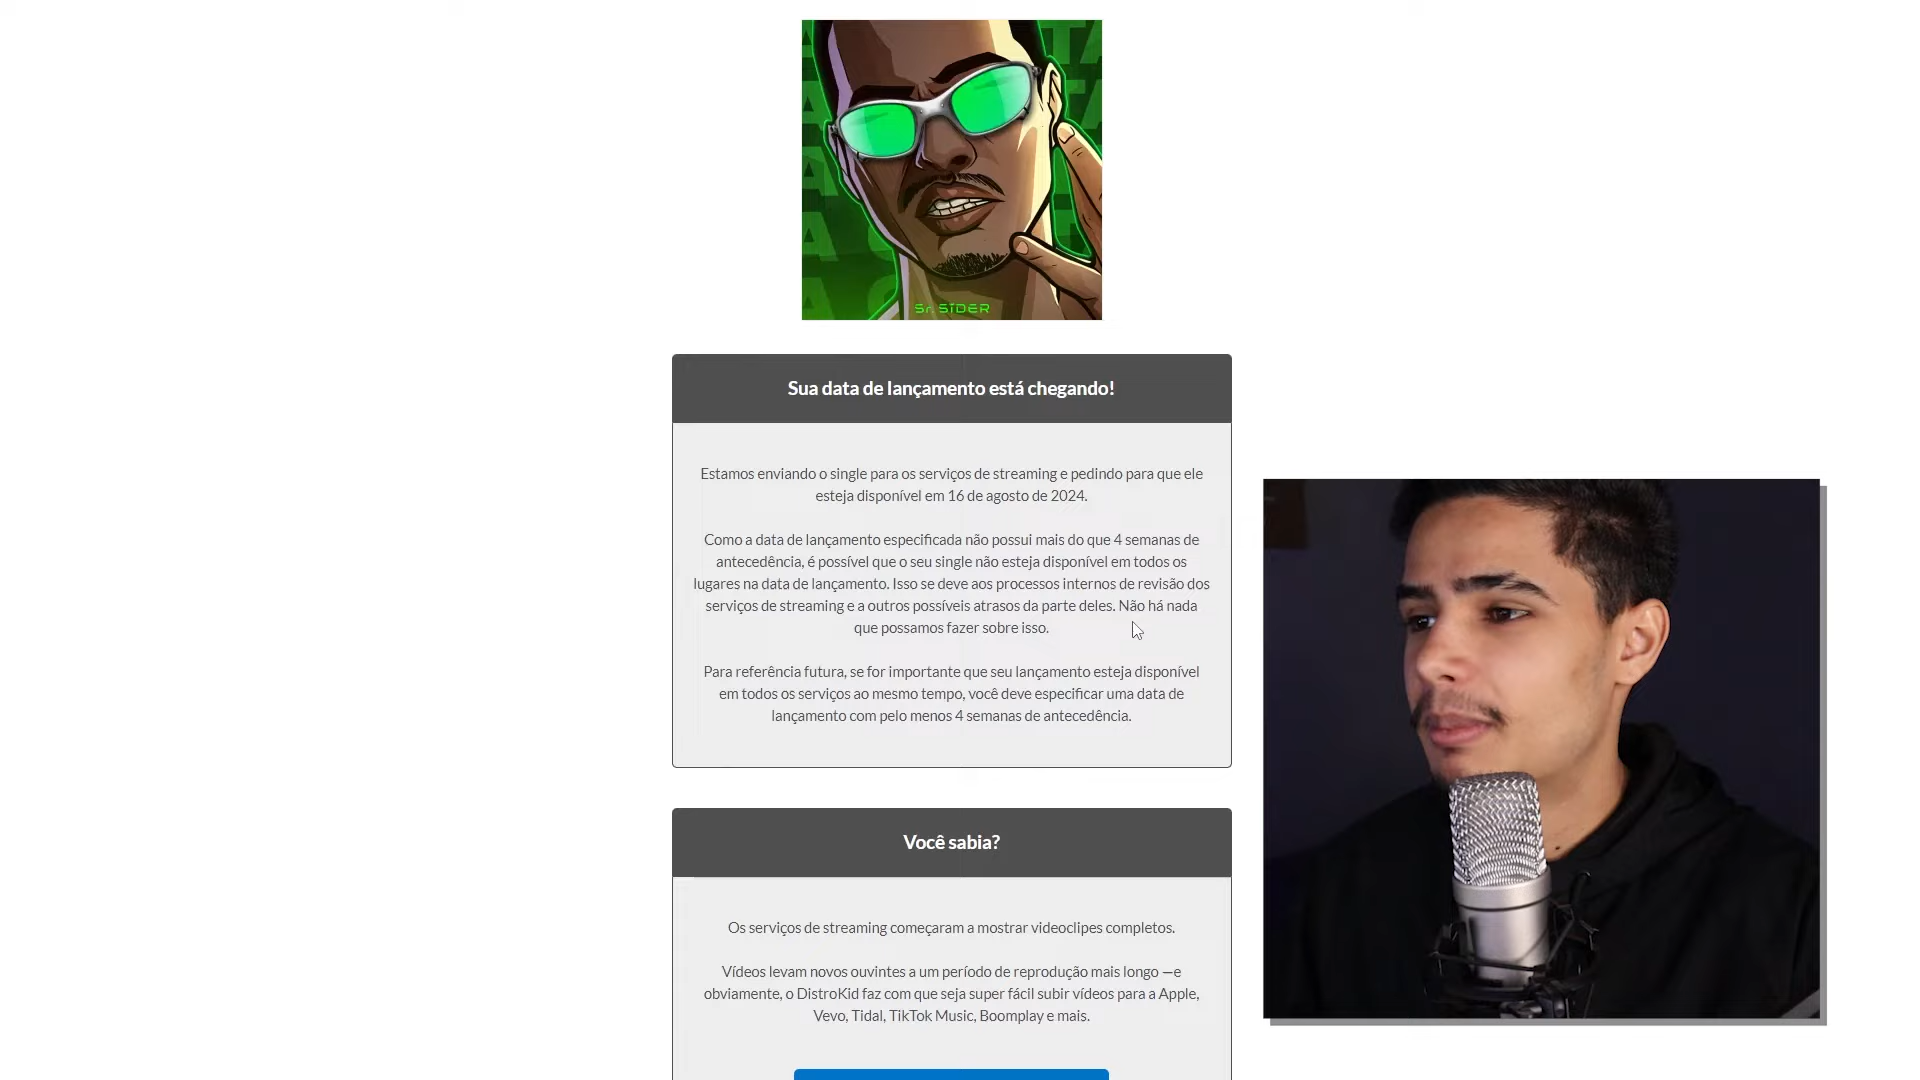 Sr. SIDER
Sua data de lançamento está chegando!
Estamos enviando o single para os serviços de streaming e pedindo para que ele
esteja disponível em 16 de agosto de 2024.
Como a data de lançamento especificada não possui mais do que 4 semanas de
antecedência, é possível que o seu single não esteja disponível em todos os
lugares na data de lançamento. Isso se deve aos processos internos de revisão dos
serviços de streaming e a outros possíveis atrasos da parte deles. Não há nada
que possamos fazer sobre isso.
Para referência futura, se for importante que seu lançamento esteja disponível
em todos os serviços ao mesmo tempo, você deve especificar uma data de
lançamento com pelo menos 4 semanas de antecedência.
Você sabia?
Os serviços de streaming começaram a mostrar videoclipes completos.
Vídeos levam novos ouvintes a um período de reprodução mais longo —e
obviamente, o DistroKid faz com que seja super fácil subir vídeos para a Apple,
Vevo, Tidal, TikTok Music, Boomplay e mais.